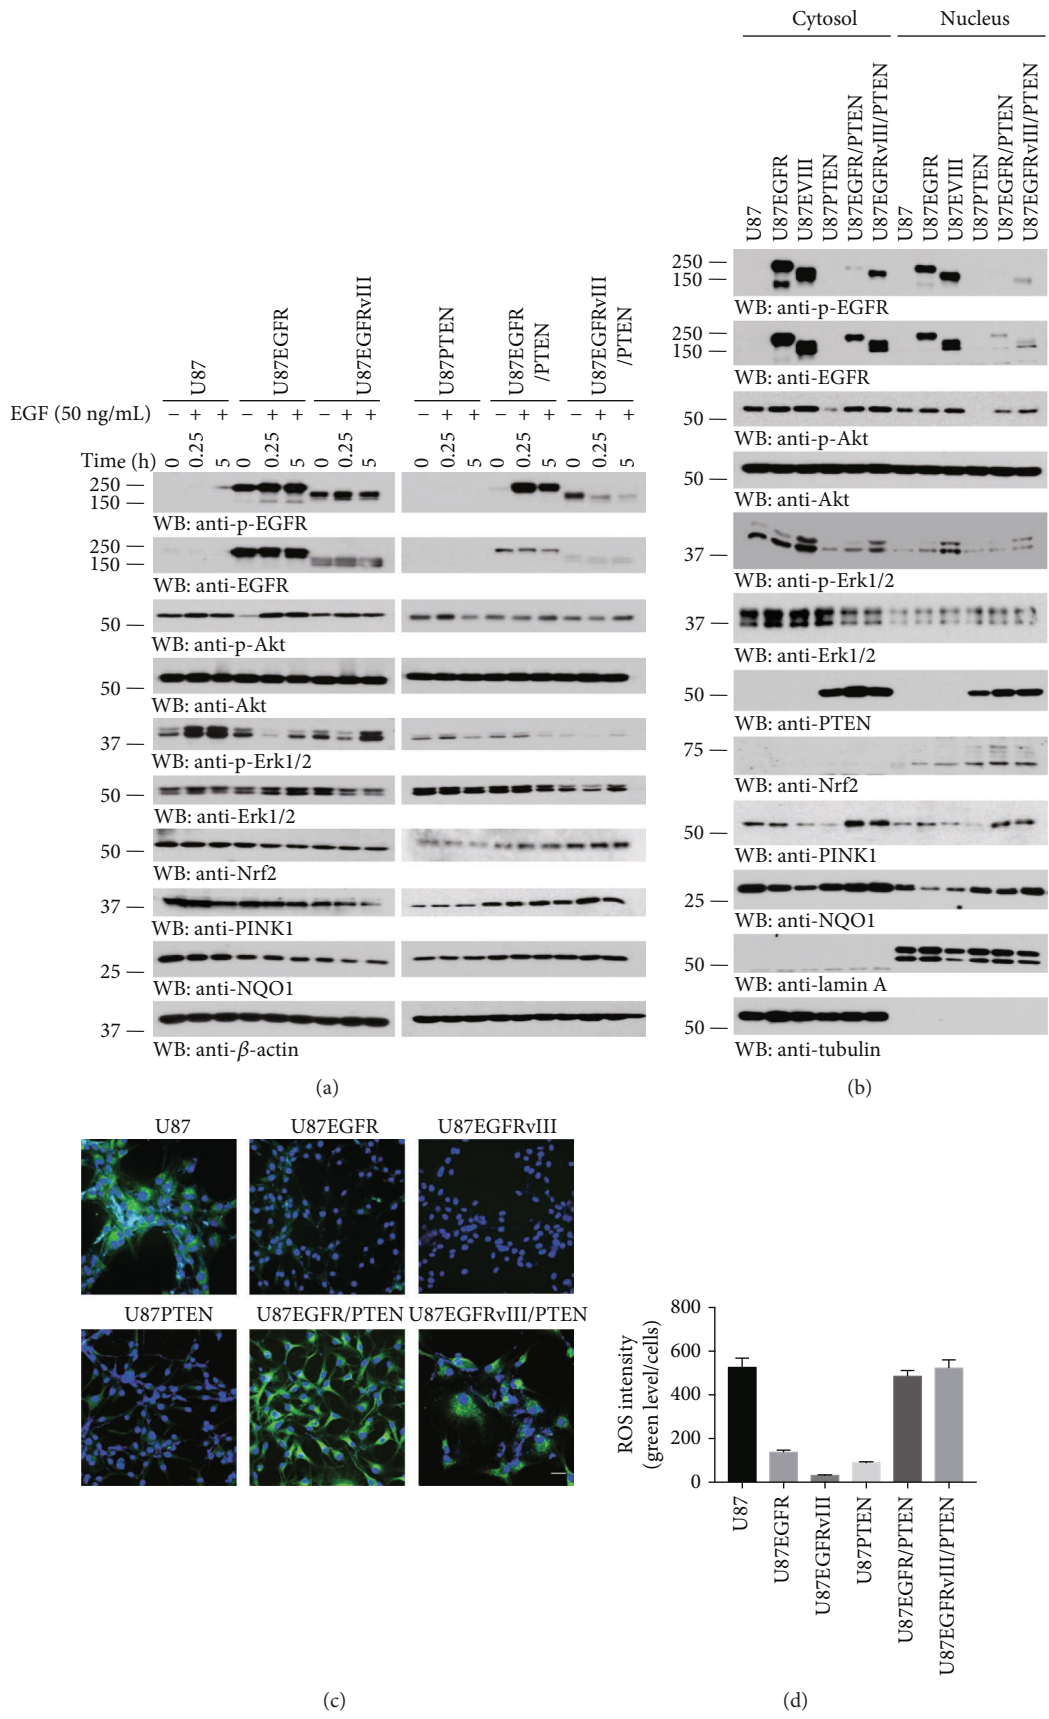 U87
U87EGFR
U87EGFRvIII
U87PTEN
U87EGFR
/PTEN
U87EGFRvIII
/PTEN
EGF (50 ng/mL) − + + − + + − + + − + + − + + − + +
Time (h) 0 0.25 5 0 0.25 5 0 0.25 5 0 0.25 5 0 0.25 5 0 0.25 5
250
150
WB: anti-p-EGFR
250
150
WB: anti-EGFR
50
WB: anti-p-Akt
50
WB: anti-Akt
37
WB: anti-p-Erk1/2
50
WB: anti-Erk1/2
50
WB: anti-Nrf2
37
WB: anti-PINK1
25
WB: anti-NQO1
37
WB: anti-β-actin
(a)
Cytosol Nucleus
U87
U87EGFR
U87EVIII
U87PTEN
U87EGFR/PTEN
U87EGFRvIII/PTEN
U87
U87EGFR
U87EVIII
U87PTEN
U87EGFR/PTEN
U87EGFRvIII/PTEN
250
150
WB: anti-p-EGFR
250
150
WB: anti-EGFR
50
WB: anti-p-Akt
50
WB: anti-Akt
37
WB: anti-p-Erk1/2
37
WB: anti-Erk1/2
50
WB: anti-PTEN
75
WB: anti-Nrf2
50
WB: anti-PINK1
25
WB: anti-NQO1
50
WB: anti-lamin A
50
WB: anti-tubulin
(b)
U87 U87EGFR U87EGFRvIII
U87PTEN U87EGFR/PTEN U87EGFRvIII/PTEN
(c)
ROS intensity
(green level/cells)
800
600
400
200
0
U87
U87EGFR
U87EGFRvIII
U87PTEN
U87EGFR/PTEN
U87EGFRvIII/PTEN
(d)